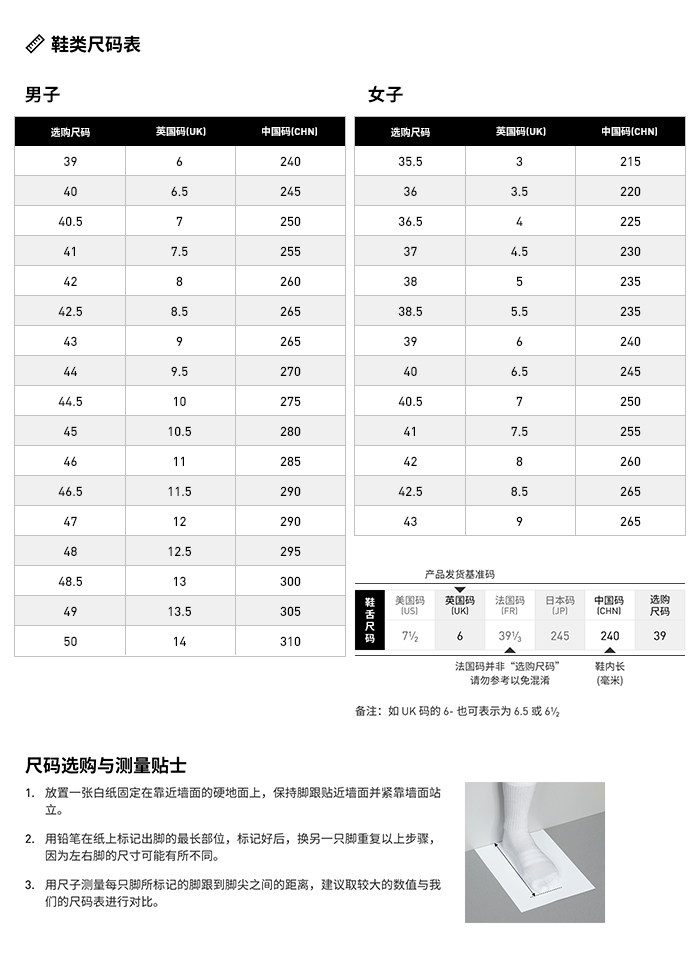 鞋类尺码表
男子
选购尺码 英国码(UK) 中国码(CHN)
39 6 240
40 6.5 245
40.5 7 250
41 7.5 255
42 8 260
42.5 8.5 265
43 9 265
44 9.5 270
44.5 10 275
45 10.5 280
46 11 285
46.5 11.5 290
47 12 290
48 12.5 295
48.5 13 300
49 13.5 305
50 14 310
女子
选购尺码 英国码(UK) 中国码(CHN)
35.5 3 215
36 3.5 220
36.5 4 225
37 4.5 230
38 5 235
38.5 5.5 235
39 6 240
40 6.5 245
40.5 7 250
41 7.5 255
42 8 260
42.5 8.5 265
43 9 265
产品发货基准码
鞋舌尺码
美国码 英国码 法国码 日本码 中国码 选购
(US) (UK) (FR) (JP) (CHN) 尺码
7½ 6 39⅓ 245 240 39
法国码并非“选购尺码” 鞋内长
请勿参考以免混淆 (毫米)
备注：如 UK 码的 6- 也可表示为 6.5 或 6½
尺码选购与测量贴士
1. 放置一张白纸固定在靠近墙面的硬地面上，保持脚跟贴近墙面并紧靠墙面站
立。
2. 用铅笔在纸上标记出脚的最长部位，标记好后，换另一只脚重复以上步骤，
因为左右脚的尺寸可能有所不同。
3. 用尺子测量每只脚所标记的脚跟到脚尖之间的距离，建议取较大的数值与我
们的尺码表进行对比。